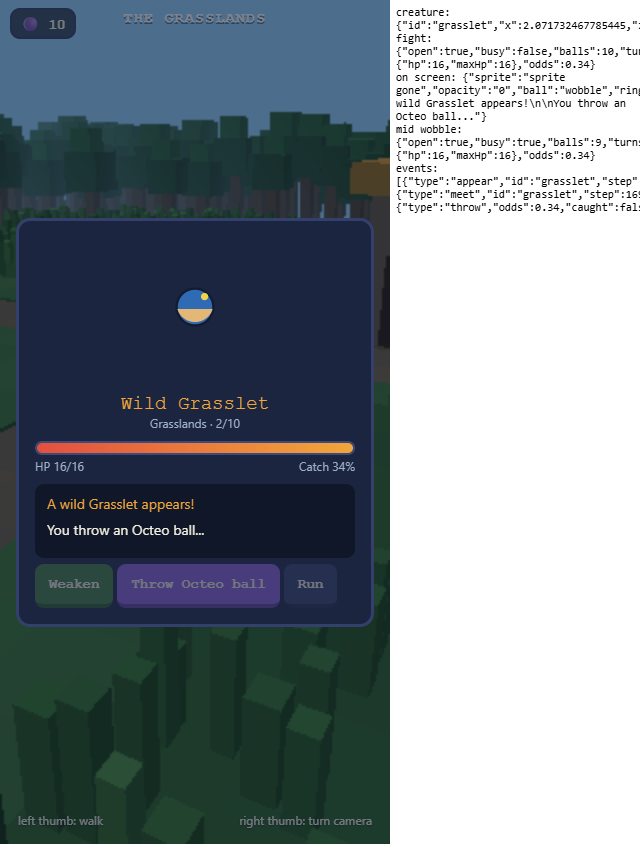 10
THE GRASSLANDS
Wild Grasslet
Grasslands · 2/10
HP 16/16
Catch 34%
A wild Grasslet appears!
You throw an Octeo ball...
Weaken
Throw Octeo ball
Run
left thumb: walk
right thumb: turn camera
creature:
{"id":"grasslet","x":2.071732467785445,"z
fight:
{"open":true,"busy":false,"balls":10,"tur
{"hp":16,"maxHp":16},"odds":0.34}
on screen: {"sprite":"sprite
gone","opacity":"0","ball":"wobble","ring
wild Grasslet appears!\n\nYou throw an
Octeo ball..."}
mid wobble:
{"open":true,"busy":true,"balls":9,"turns
{"hp":16,"maxHp":16},"odds":0.34}
events:
[{"type":"appear","id":"grasslet","step"
{"type":"meet","id":"grasslet","step":169
{"type":"throw","odds":0.34,"caught":fals